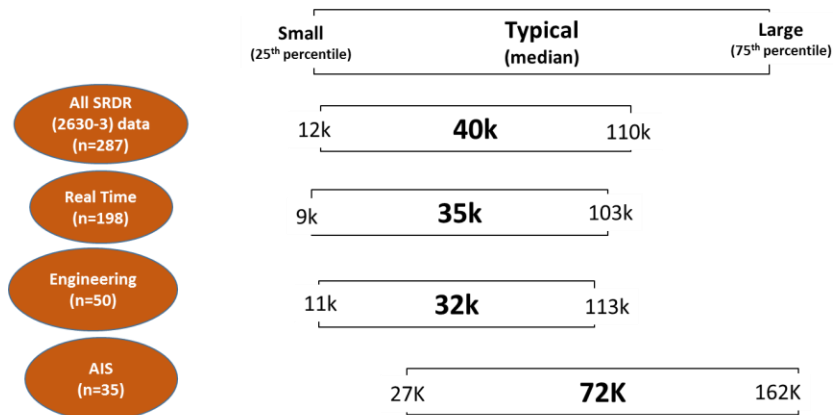 Small
(25th percentile)
Typical
(median)
Large
(75th percentile)
All SRDR
(2630-3) data
(n=287)
12k
40k
110k
Real Time
(n=198)
9k
35k
103k
Engineering
(n=50)
11k
32k
113k
AIS
(n=35)
27K
72K
162K